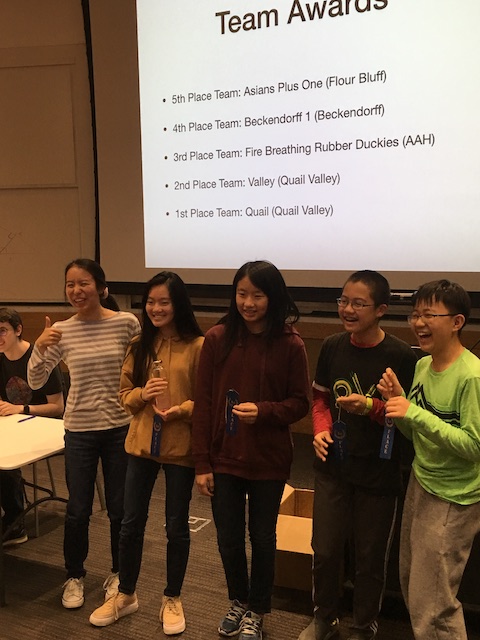 Team Awards
• 5th Place Team: Asians Plus One (Flour Bluff)
• 4th Place Team: Beckendorff 1 (Beckendorff)
• 3rd Place Team: Fire Breathing Rubber Duckies (AAH)
• 2nd Place Team: Valley (Quail Valley)
• 1st Place Team: Quail (Quail Valley)